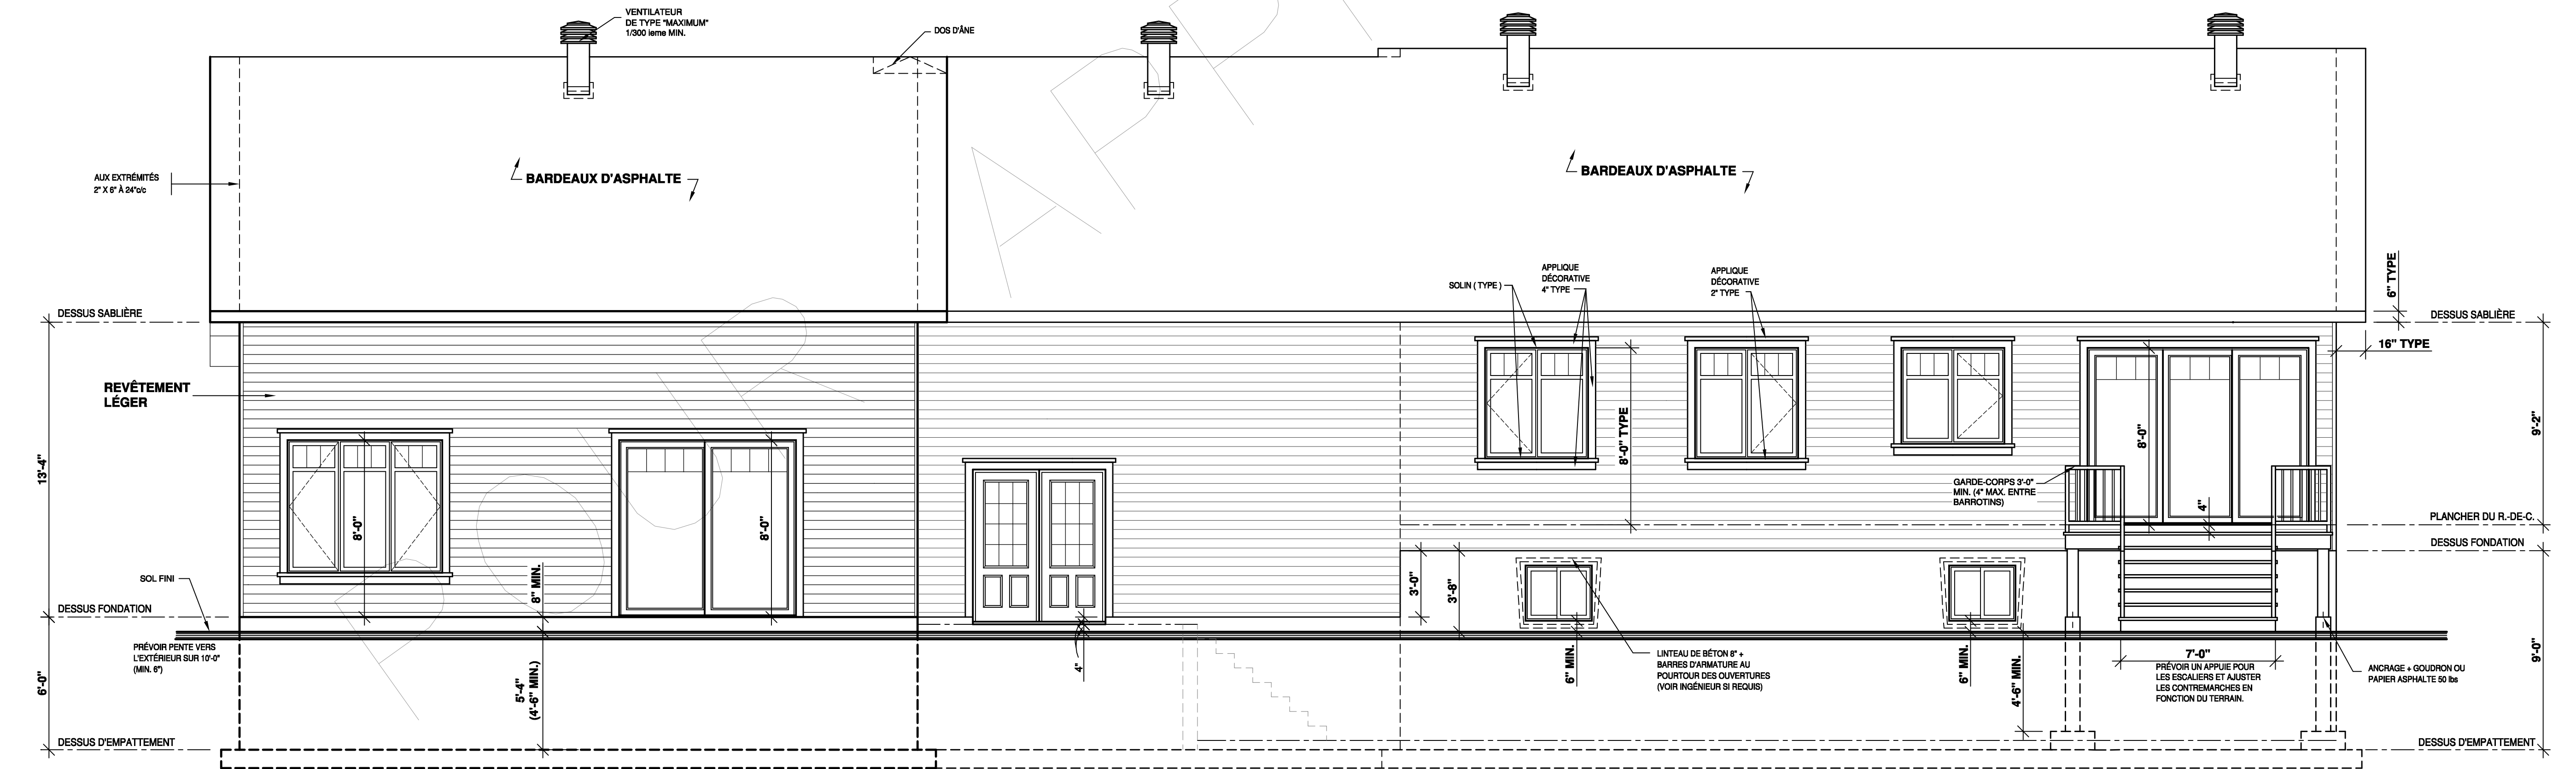 VENTILATEUR
DE TYPE "MAXIMUM"
1/300 ieme MIN.
DOS D'ÂNE
AUX EXTRÉMITÉS
2" X 6" À 24"c/c
BARDEAUX D'ASPHALTE
BARDEAUX D'ASPHALTE
SOLIN ( TYPE )
APPLIQUE
DÉCORATIVE
4" TYPE
APPLIQUE
DÉCORATIVE
2" TYPE
6" TYPE
DESSUS SABLIÈRE
DESSUS SABLIÈRE
16" TYPE
REVÊTEMENT
LÉGER
13'-4"
8'-0"
8'-0"
8'-0" TYPE
8'-0"
9'-2"
GARDE-CORPS 3'-0"
MIN. (4" MAX. ENTRE
BARROTINS)
4"
PLANCHER DU R.-DE-C.
DESSUS FONDATION
SOL FINI
8" MIN.
3'-0"
3'-8"
DESSUS FONDATION
PRÉVOIR PENTE VERS
L'EXTÉRIEUR SUR 10'-0"
(MIN. 6")
6'-0"
5'-4"
(4'-6" MIN.)
4"
6" MIN.
LINTEAU DE BÉTON 8" +
BARRES D'ARMATURE AU
POURTOUR DES OUVERTURES
(VOIR INGÉNIEUR SI REQUIS)
6" MIN.
4'-6" MIN.
7'-0"
PRÉVOIR UN APPUIE POUR
LES ESCALIERS ET AJUSTER
LES CONTREMARCHES EN
FONCTION DU TERRAIN.
ANCRAGE + GOUDRON OU
PAPIER ASPHALTE 50 lbs
9'-0"
DESSUS D'EMPATTEMENT
DESSUS D'EMPATTEMENT
POUR APP